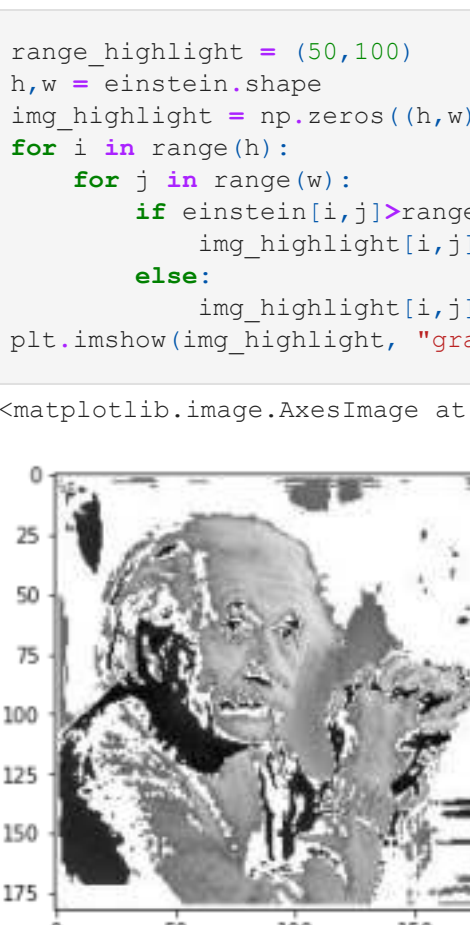 range_highlight = (50,100)
h,w = einstein.shape
img_highlight = np.zeros((h,w)
for i in range(h):
    for j in range(w):
        if einstein[i,j]>range
            img_highlight[i,j]
        else:
            img_highlight[i,j]
plt.imshow(img_highlight, "gra
<matplotlib.image.AxesImage at
0
25
50
75
100
125
150
175